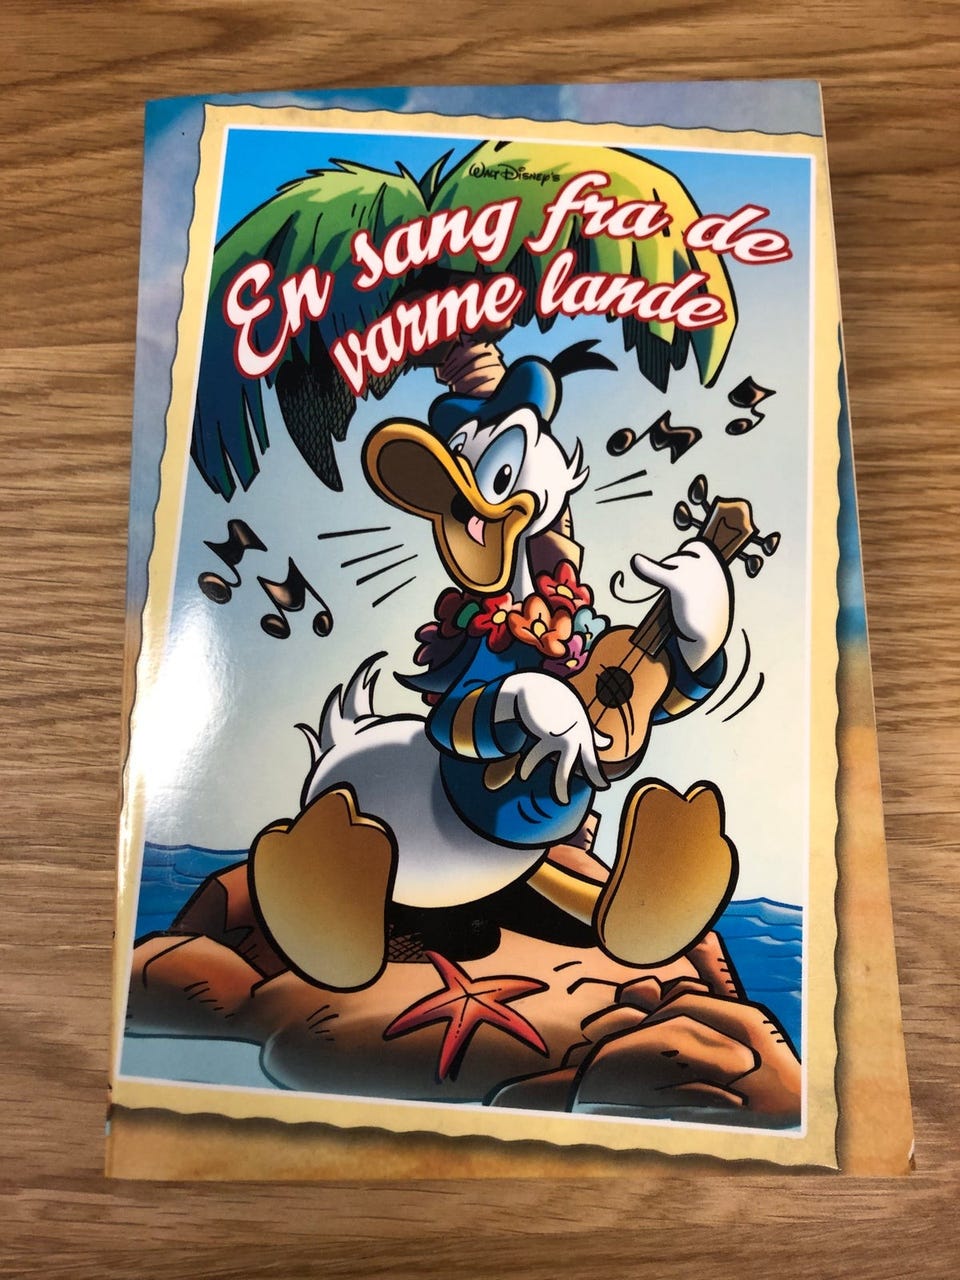 Walt Disney's
En sang fra de
varme lande